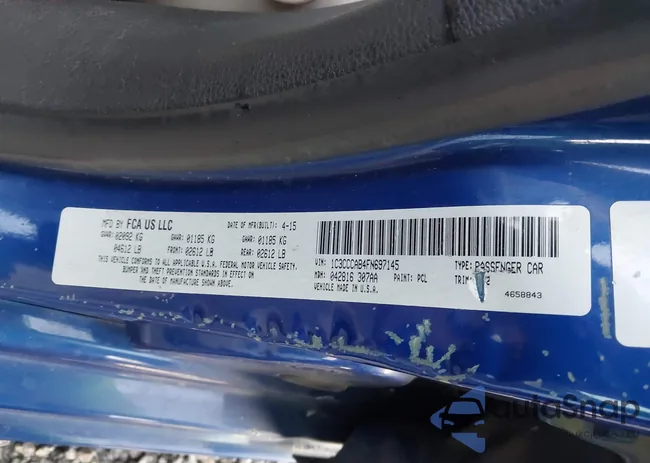 MFD BY FCA US LLC DATE OF MFR(BUILT): 4-15
GVWR: 02092 KG GAWR: 01185 KG GAWR: 01185 KG
04612 LB FRONT: 02612 LB REAR: 02612 LB
THIS VEHICLE CONFORMS TO ALL APPLICABLE U.S.A. FEDERAL MOTOR VEHICLE SAFETY,
BUMPER AND THEFT PREVENTION STANDARDS IN EFFECT ON
THE DATE OF MANUFACTURE SHOWN ABOVE.
VIN: 1C3CCCAB4FN697145 TYPE: PASSENGER CAR
MDH: 042816 307AA PAINT: PCL TRIM:
VEHICLE MADE IN U.S.A. 4658843
autoSnap